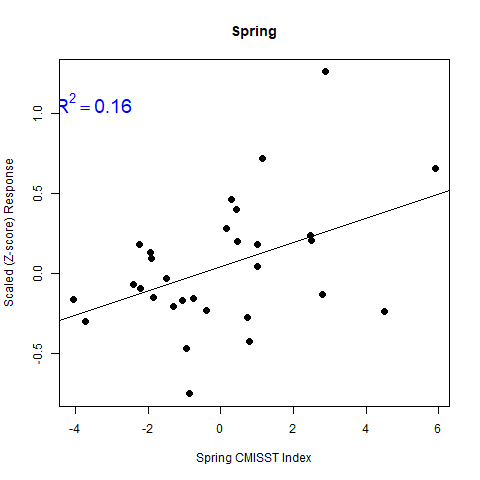 Spring
R² = 0.16
Scaled (Z-score) Response
1.0
0.5
0.0
-0.5
-4 -2 0 2 4 6
Spring CMISST Index